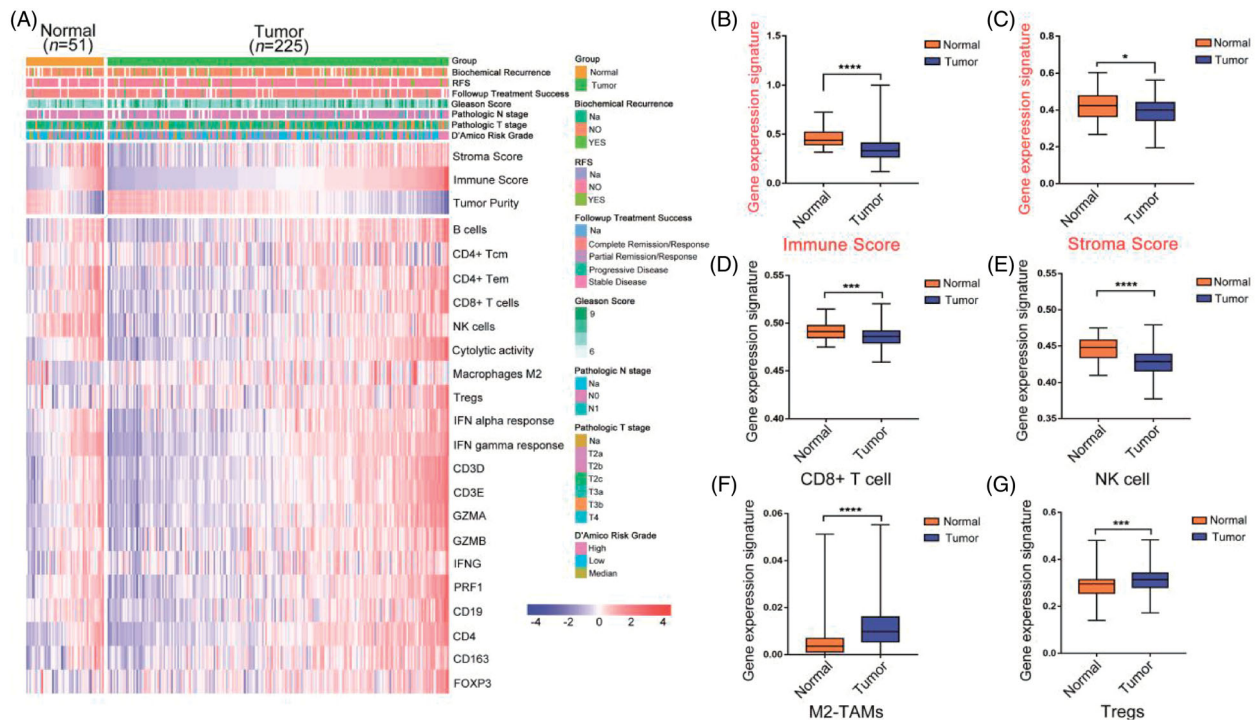 (A)
Normal
(n=51)
Tumor
(n=225)
Group
Biochemical Recurrence
RFS
Followup Treatment Success
Gleason Score
Pathologic N stage
Pathologic T stage
D'Amico Risk Grade
Stroma Score
Immune Score
Tumor Purity
B cells
CD4+ Tcm
CD4+ Tem
CD8+ T cells
NK cells
Cytolytic activity
Macrophages M2
Tregs
IFN alpha response
IFN gamma response
CD3D
CD3E
GZMA
GZMB
IFNG
PRF1
CD19
CD4
CD163
FOXP3
Group
Normal
Tumor
Biochemical Recurrence
Na
NO
YES
RFS
Na
NO
YES
Followup Treatment Success
Na
Complete Remission/Response
Partial Remission/Response
Progressive Disease
Stable Disease
Gleason Score
9
6
Pathologic N stage
Na
N0
N1
Pathologic T stage
Na
T2a
T2b
T2c
T3a
T3b
T4
D'Amico Risk Grade
High
Low
Median
-4 -2 0 2 4
(B)
Gene experission signature
1.5
1.0
0.5
0.0
****
Normal
Tumor
Normal
Tumor
Immune Score
(C)
Gene experission signature
0.8
0.6
0.4
0.2
0.0
*
Normal
Tumor
Normal
Tumor
Stroma Score
(D)
Gene experission signature
0.55
0.50
0.45
0.40
***
Normal
Tumor
Normal
Tumor
CD8+ T cell
(E)
Gene experission signature
0.55
0.50
0.45
0.40
0.35
****
Normal
Tumor
Normal
Tumor
NK cell
(F)
Gene experission signature
0.06
0.04
0.02
0.00
****
Normal
Tumor
Normal
Tumor
M2-TAMs
(G)
Gene experission signature
0.6
0.4
0.2
0.0
***
Normal
Tumor
Normal
Tumor
Tregs